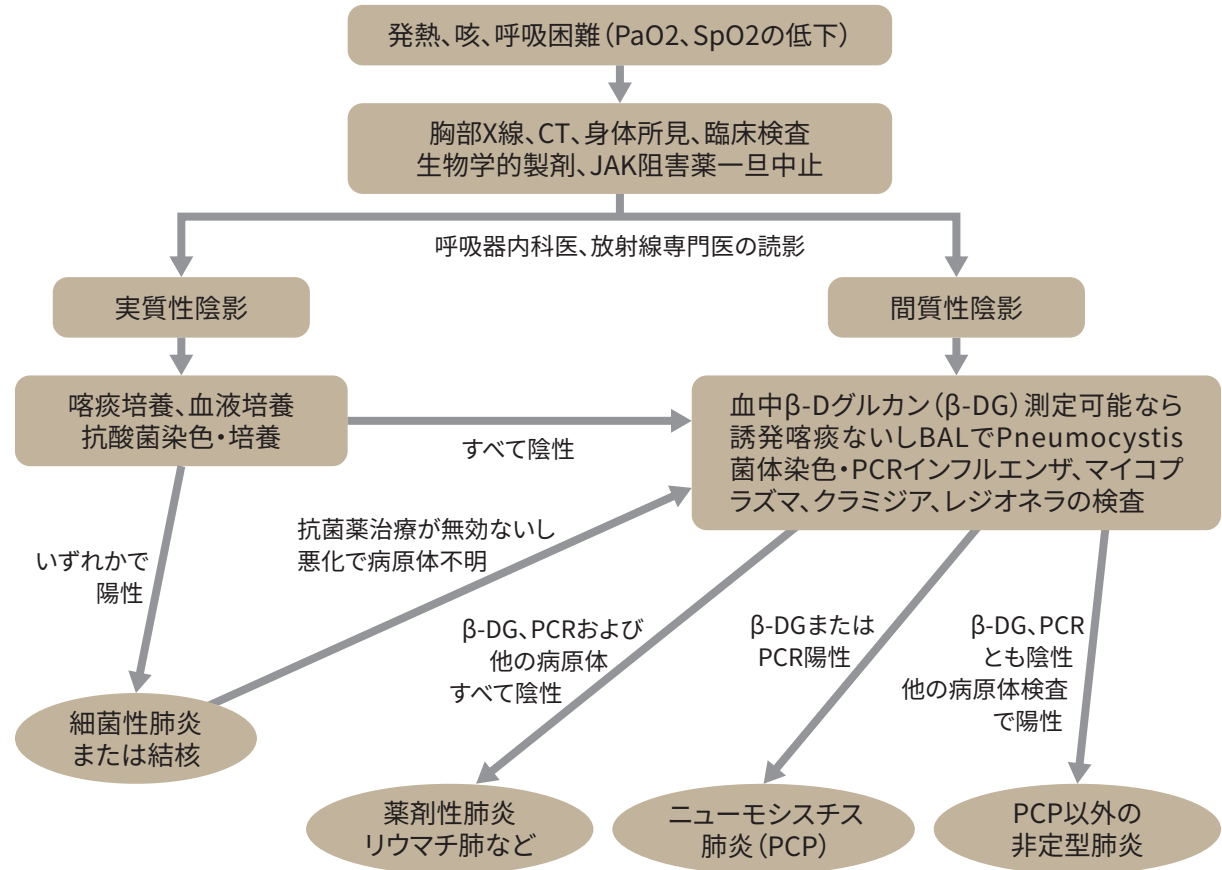 発熱、咳、呼吸困難（PaO2、SpO2の低下）
胸部X線、CT、身体所見、臨床検査
生物学的製剤、JAK阻害薬一旦中止
呼吸器内科医、放射線専門医の読影
実質性陰影
間質性陰影
喀痰培養、血液培養
抗酸菌染色・培養
すべて陰性
血中β-Dグルカン（β-DG）測定可能なら
誘発喀痰ないしBALでPneumocystis
菌体染色・PCRインフルエンザ、マイコプ
ラズマ、クラミジア、レジオネラの検査
いずれかで
陽性
抗菌薬治療が無効ないし
悪化で病原体不明
β-DG、PCRおよび
他の病原体
すべて陰性
β-DGまたは
PCR陽性
β-DG、PCR
とも陰性
他の病原体検査
で陽性
細菌性肺炎
または結核
薬剤性肺炎
リウマチ肺など
ニューモシスチス
肺炎（PCP）
PCP以外の
非定型肺炎